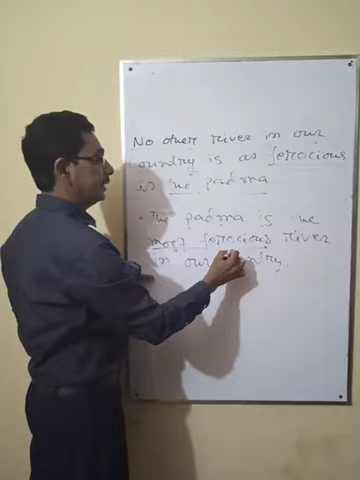 No other river in our
country is as ferocious
as the padma
• The padma is the
most ferocious river
in our country